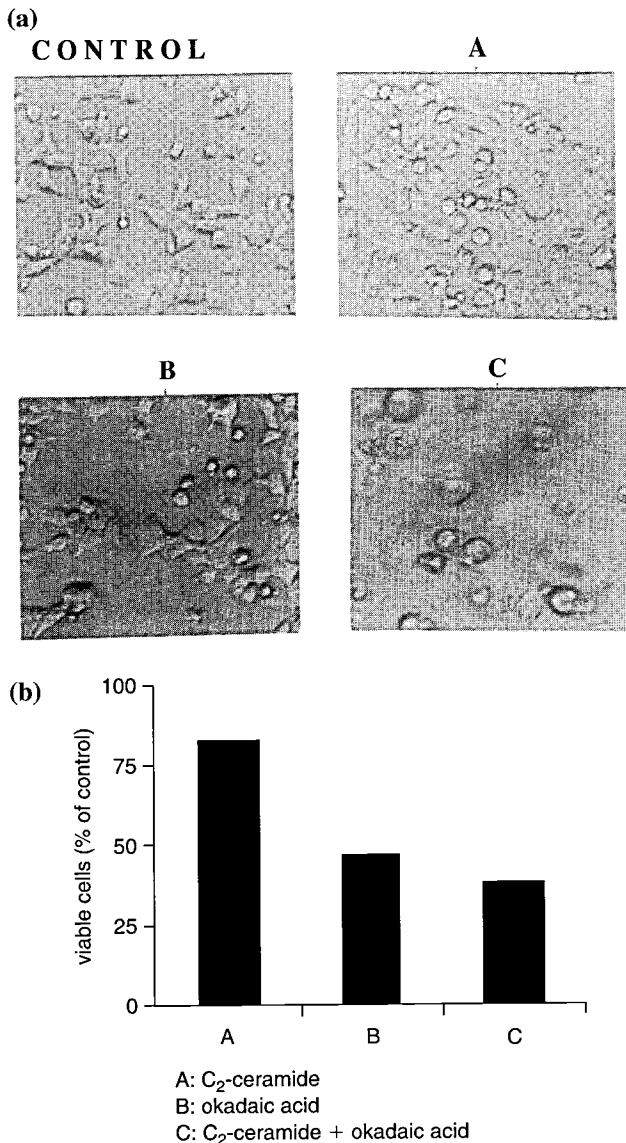 (a)
CONTROL
A
B
C
(b)
viable cells (% of control)
100
75
50
25
0
A B C
A: C₂-ceramide
B: okadaic acid
C: C₂-ceramide + okadaic acid